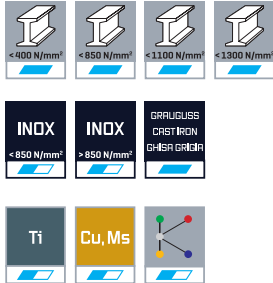 <400 N/mm² <850 N/mm² <1100 N/mm² <1300 N/mm²
INOX INOX GRAUGUSS
CAST IRON
GHISA GRIGIA
<850 N/mm² >850 N/mm²
Ti Cu, Ms